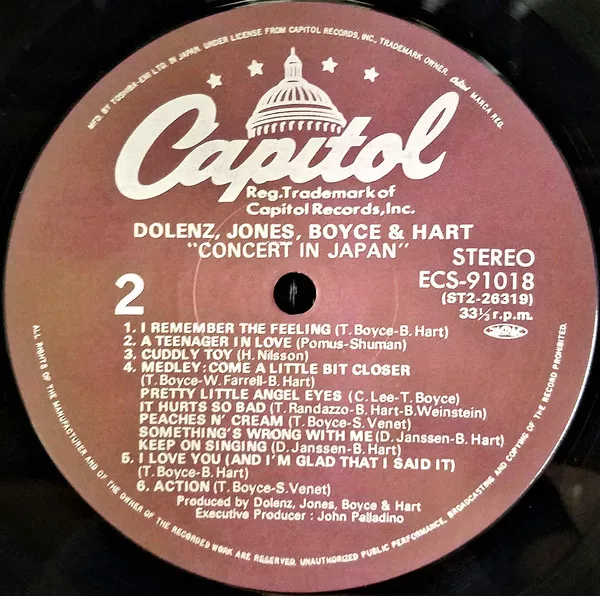 MFD. BY TOSHIBA-EMI LTD. IN JAPAN. UNDER LICENSE FROM CAPITOL RECORDS, INC., TRADEMARK OWNER. Capitol MARCA REG.
Capitol
Reg.Trademark of
Capitol Records,Inc.
DOLENZ, JONES, BOYCE & HART
"CONCERT IN JAPAN"
STEREO
ECS-91018
(ST2-26319)
33⅓ r.p.m.
2
1. I REMEMBER THE FEELING (T. Boyce-B. Hart)
2. A TEENAGER IN LOVE (Pomus-Shuman)
3. CUDDLY TOY (H. Nilsson)
4. MEDLEY: COME A LITTLE BIT CLOSER
(T. Boyce-W. Farrell-B. Hart)
PRETTY LITTLE ANGEL EYES (C. Lee-T. Boyce)
IT HURTS SO BAD (T. Randazzo-B. Hart-B. Weinstein)
PEACHES N' CREAM (T. Boyce-S. Venet)
SOMETHING'S WRONG WITH ME (D. Janssen-B. Hart)
KEEP ON SINGING (D. Janssen-B. Hart)
5. I LOVE YOU (AND I'M GLAD THAT I SAID IT)
(T. Boyce-B. Hart)
6. ACTION (T. Boyce-S. Venet)
Produced by Dolenz, Jones, Boyce & Hart
Executive Producer : John Palladino
ALL RIGHTS OF THE MANUFACTURER AND OF THE OWNER OF THE RECORDED WORK ARE RESERVED. UNAUTHORIZED PUBLIC PERFORMANCE, BROADCASTING AND COPYING OF THE RECORD PROHIBITED.